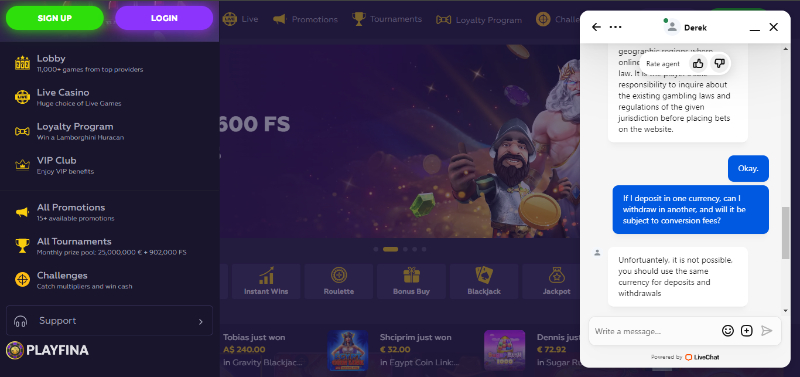 SIGN UP
LOGIN
Lobby
11,000+ games from top providers
Live Casino
Huge choice of Live Games
Loyalty Program
Win a Lamborghini Huracan
VIP Club
Enjoy VIP benefits
All Promotions
15+ available promotions
All Tournaments
Monthly prize pool: 25,000,000 € + 902,000 FS
Challenges
Catch multipliers and win cash
Support
PLAYFINA
Live
Promotions
Tournaments
Loyalty Program
Challe
600 FS
Instant Wins
Roulette
Bonus Buy
Blackjack
Jackpot
Tobias just won
A$ 240.00
in Gravity Blackjac...
Shciprim just won
€ 32.00
in Egypt Coin Link:...
Dennis just
€ 72.92
in Sugar R
Derek
geographic regions where
online
Rate agent
law. It is
responsibility to inquire about
the existing gambling laws and
regulations of the given
jurisdiction before placing bets
on the website.
Okay.
If I deposit in one currency, can I
withdraw in another, and will it be
subject to conversion fees?
Unfortuantely, it is not possible,
you should use the same
currency for deposits and
withdrawals
Write a message...
Powered by LiveChat